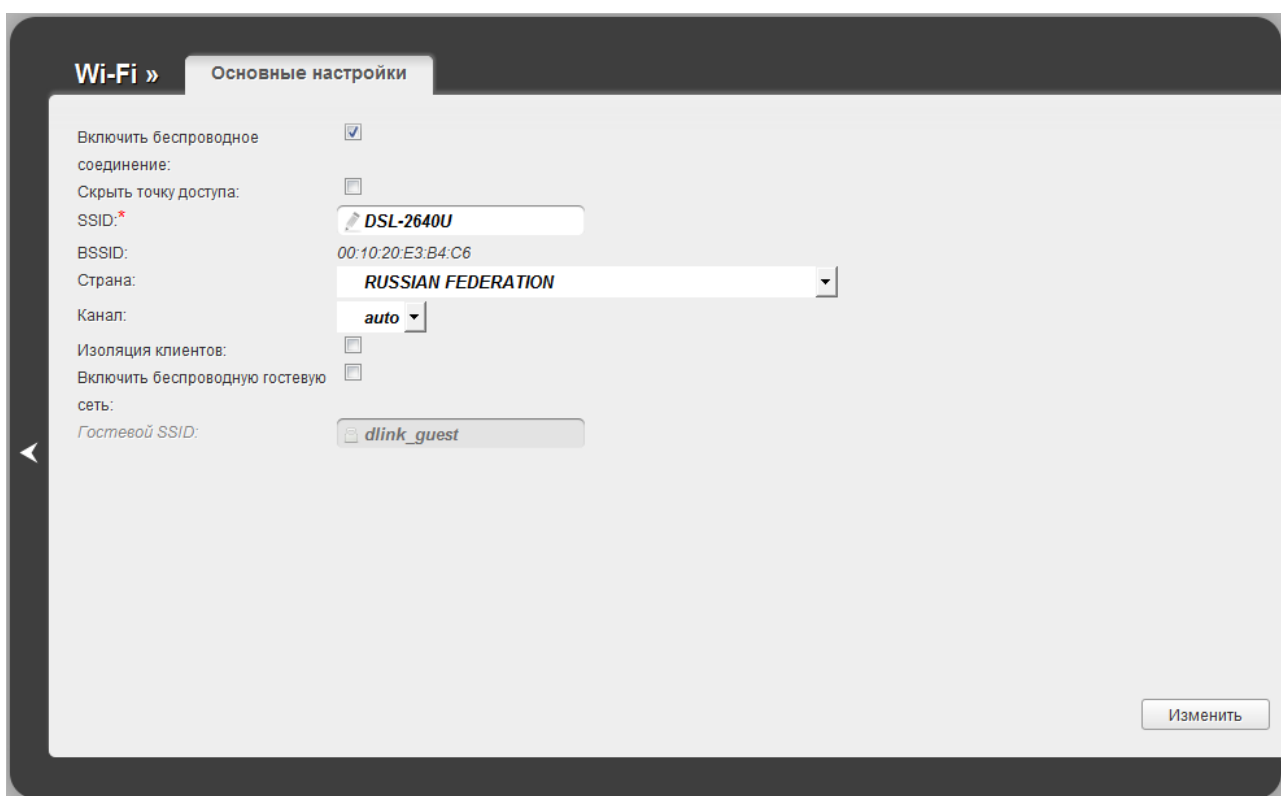 Wi-Fi » Основные настройки
Включить беспроводное
соединение:
Скрыть точку доступа:
SSID:* DSL-2640U
BSSID: 00:10:20:E3:B4:C6
Страна: RUSSIAN FEDERATION
Канал: auto
Изоляция клиентов:
Включить беспроводную гостевую
сеть:
Гостевой SSID: dlink_guest
Изменить